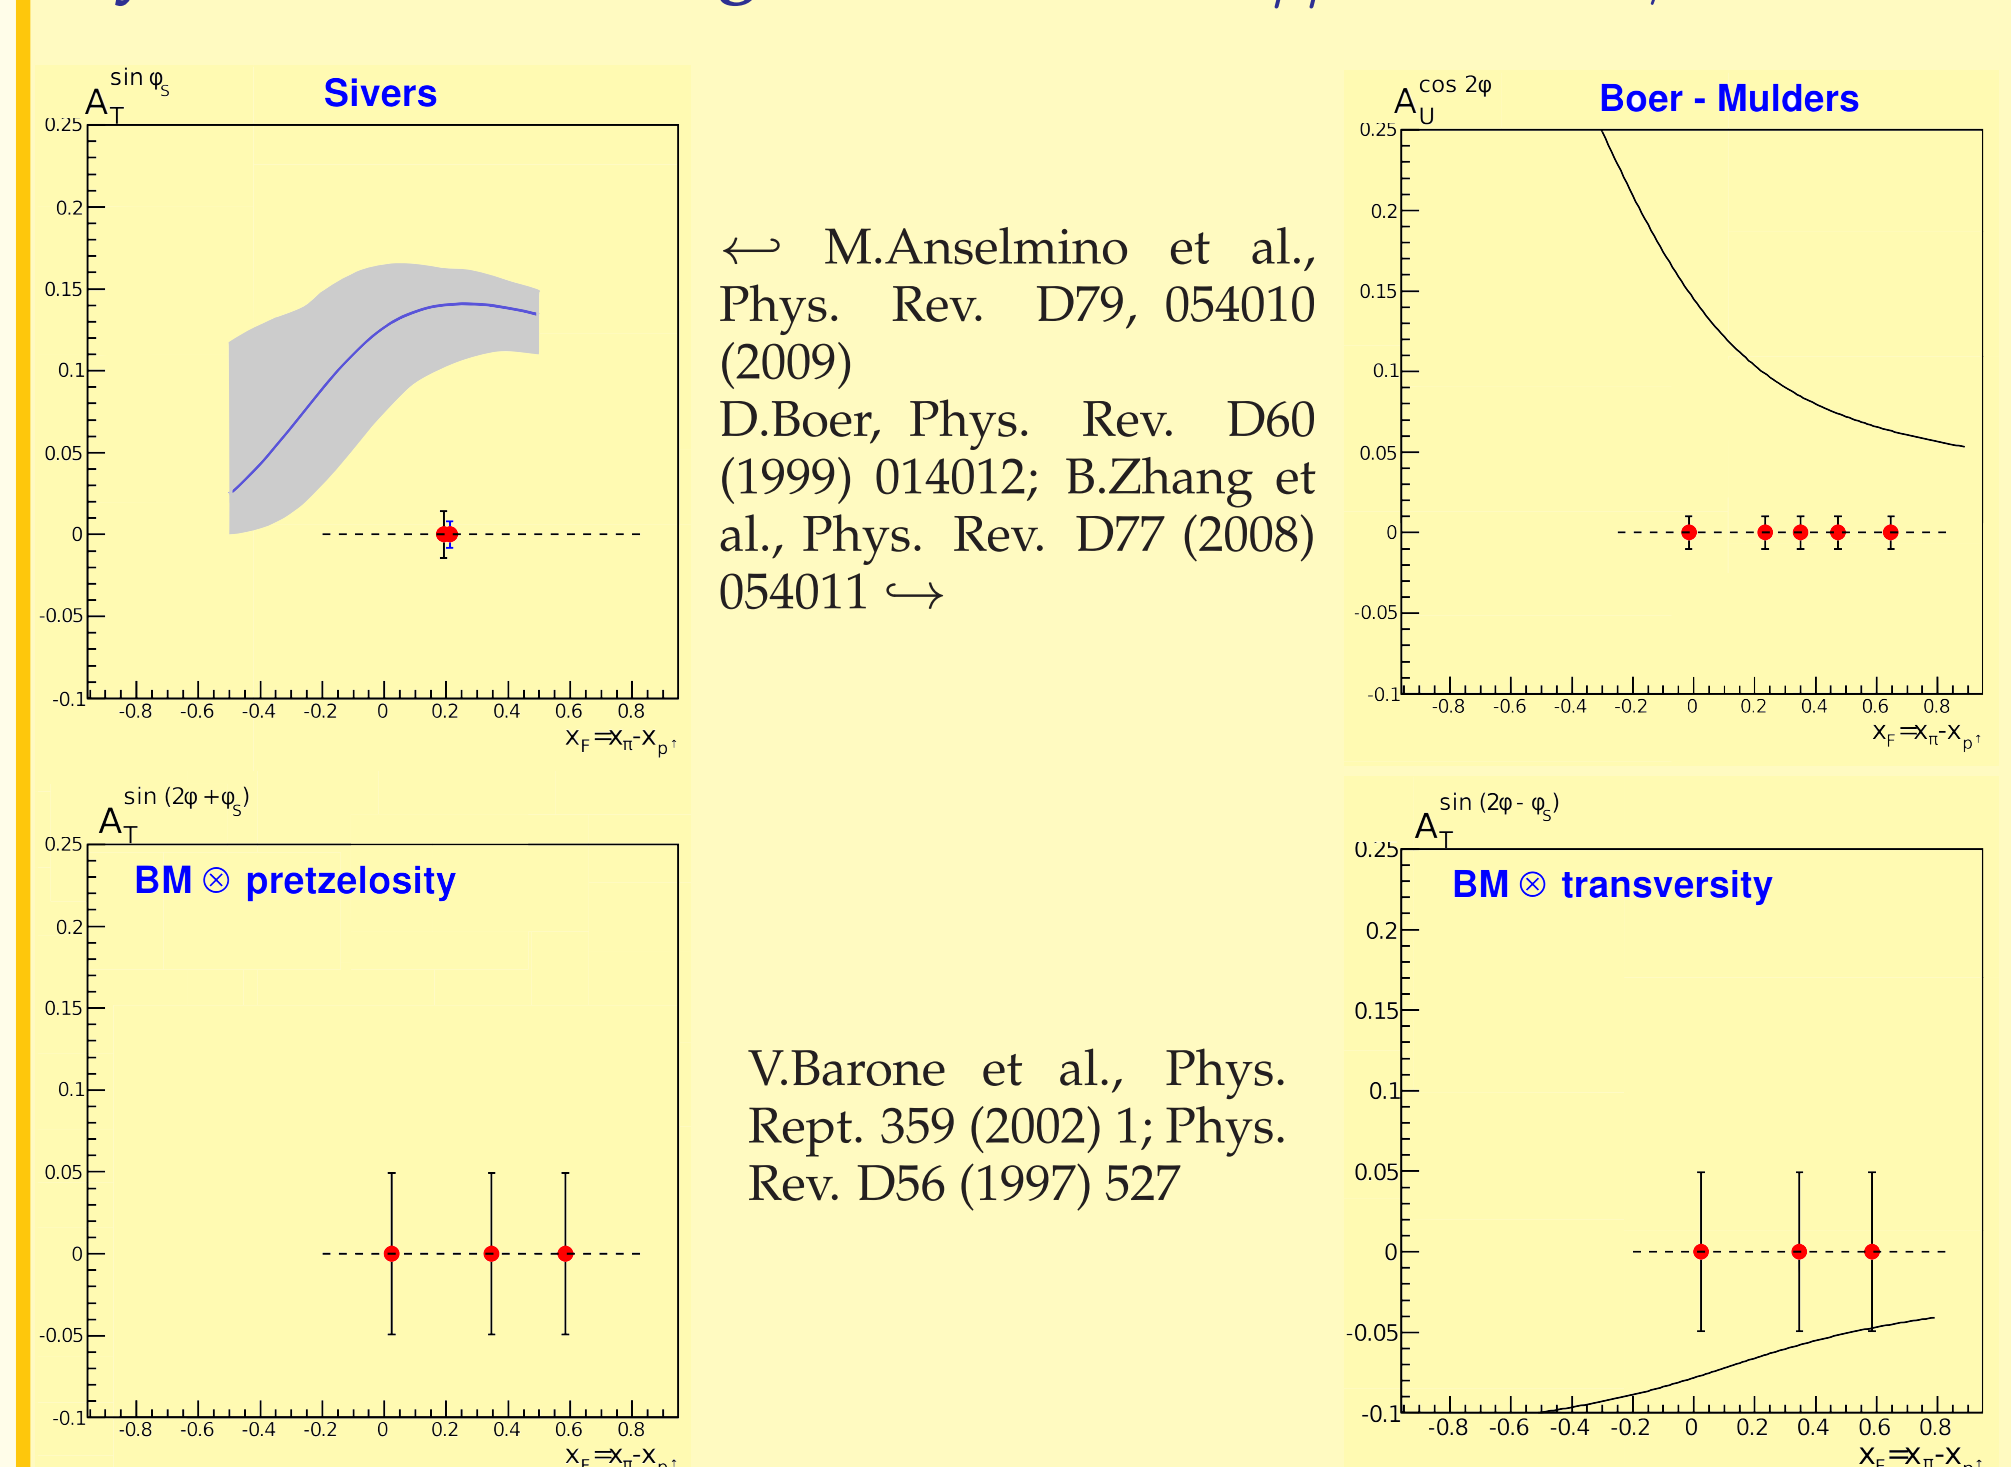 A_T^{sin φ_S}
Sivers
0.25
0.2
0.15
0.1
0.05
0
-0.05
-0.1
-0.8 -0.6 -0.4 -0.2 0 0.2 0.4 0.6 0.8
x_F=x_π-x_{p↑}
↩ M.Anselmino et al.,
Phys. Rev. D79, 054010
(2009)
D.Boer, Phys. Rev. D60
(1999) 014012; B.Zhang et
al., Phys. Rev. D77 (2008)
054011 ↪
A_U^{cos 2φ}
Boer - Mulders
0.25
0.2
0.15
0.1
0.05
0
-0.05
-0.1
-0.8 -0.6 -0.4 -0.2 0 0.2 0.4 0.6 0.8
x_F=x_π-x_{p↑}
A_T^{sin (2φ+φ_S)}
BM ⊗ pretzelosity
0.25
0.2
0.15
0.1
0.05
0
-0.05
-0.1
-0.8 -0.6 -0.4 -0.2 0 0.2 0.4 0.6 0.8
x_F=x_π-x_{p↑}
V.Barone et al., Phys.
Rept. 359 (2002) 1; Phys.
Rev. D56 (1997) 527
A_T^{sin (2φ- φ_S)}
BM ⊗ transversity
0.25
0.2
0.15
0.1
0.05
0
-0.05
-0.1
-0.8 -0.6 -0.4 -0.2 0 0.2 0.4 0.6 0.8
x_F=x_π-x_{p↑}